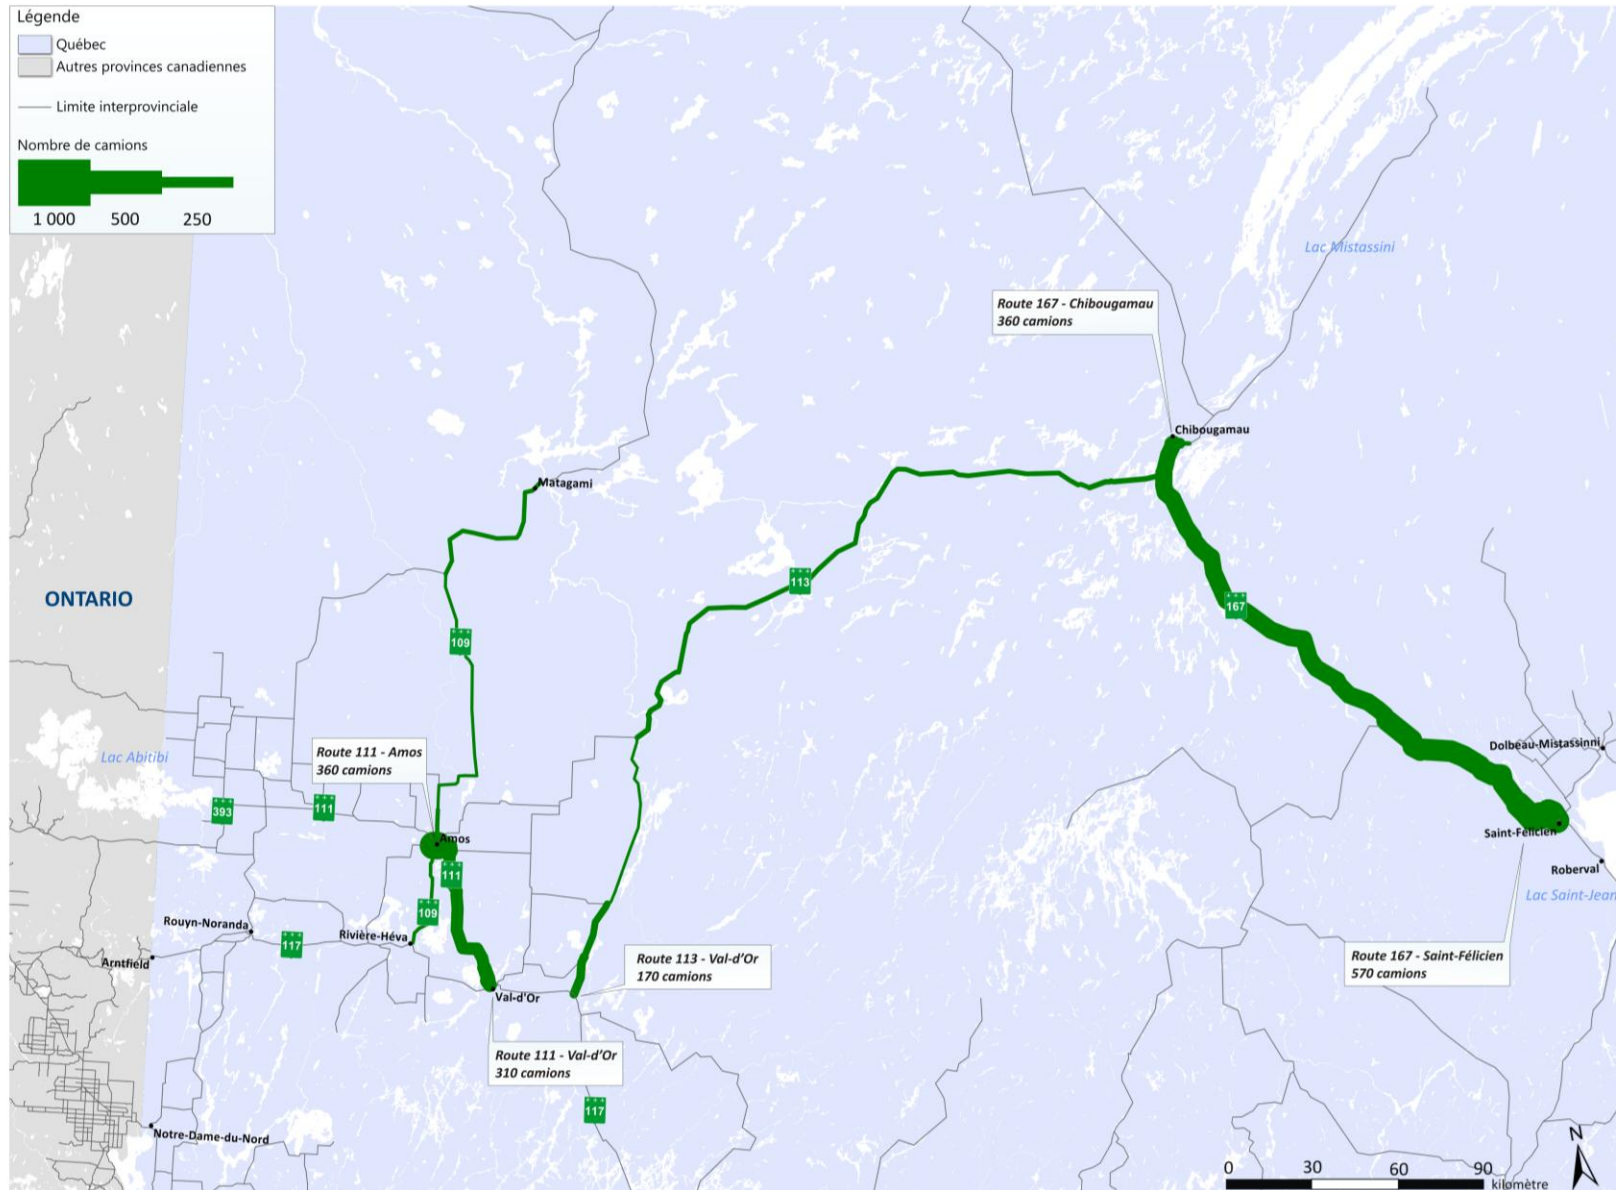 Légende
Québec
Autres provinces canadiennes
Limite interprovinciale
Nombre de camions
1 000 500 250
Lac Mistassini
Route 167 - Chibougamau
360 camions
Chibougamau
Matagami
113
ONTARIO
167
109
Dolbeau-Mistassinni
Route 111 - Amos
360 camions
Lac Abitibi
393
111
Amos
Saint-Félicien
111
Roberval
Lac Saint-Jean
109
Rouyn-Noranda
Rivière-Héva
117
Arntfield
Route 113 - Val-d'Or
170 camions
Route 167 - Saint-Félicien
570 camions
Val-d'Or
Route 111 - Val-d'Or
310 camions
117
Notre-Dame-du-Nord
N
0 30 60 90
kilomètre